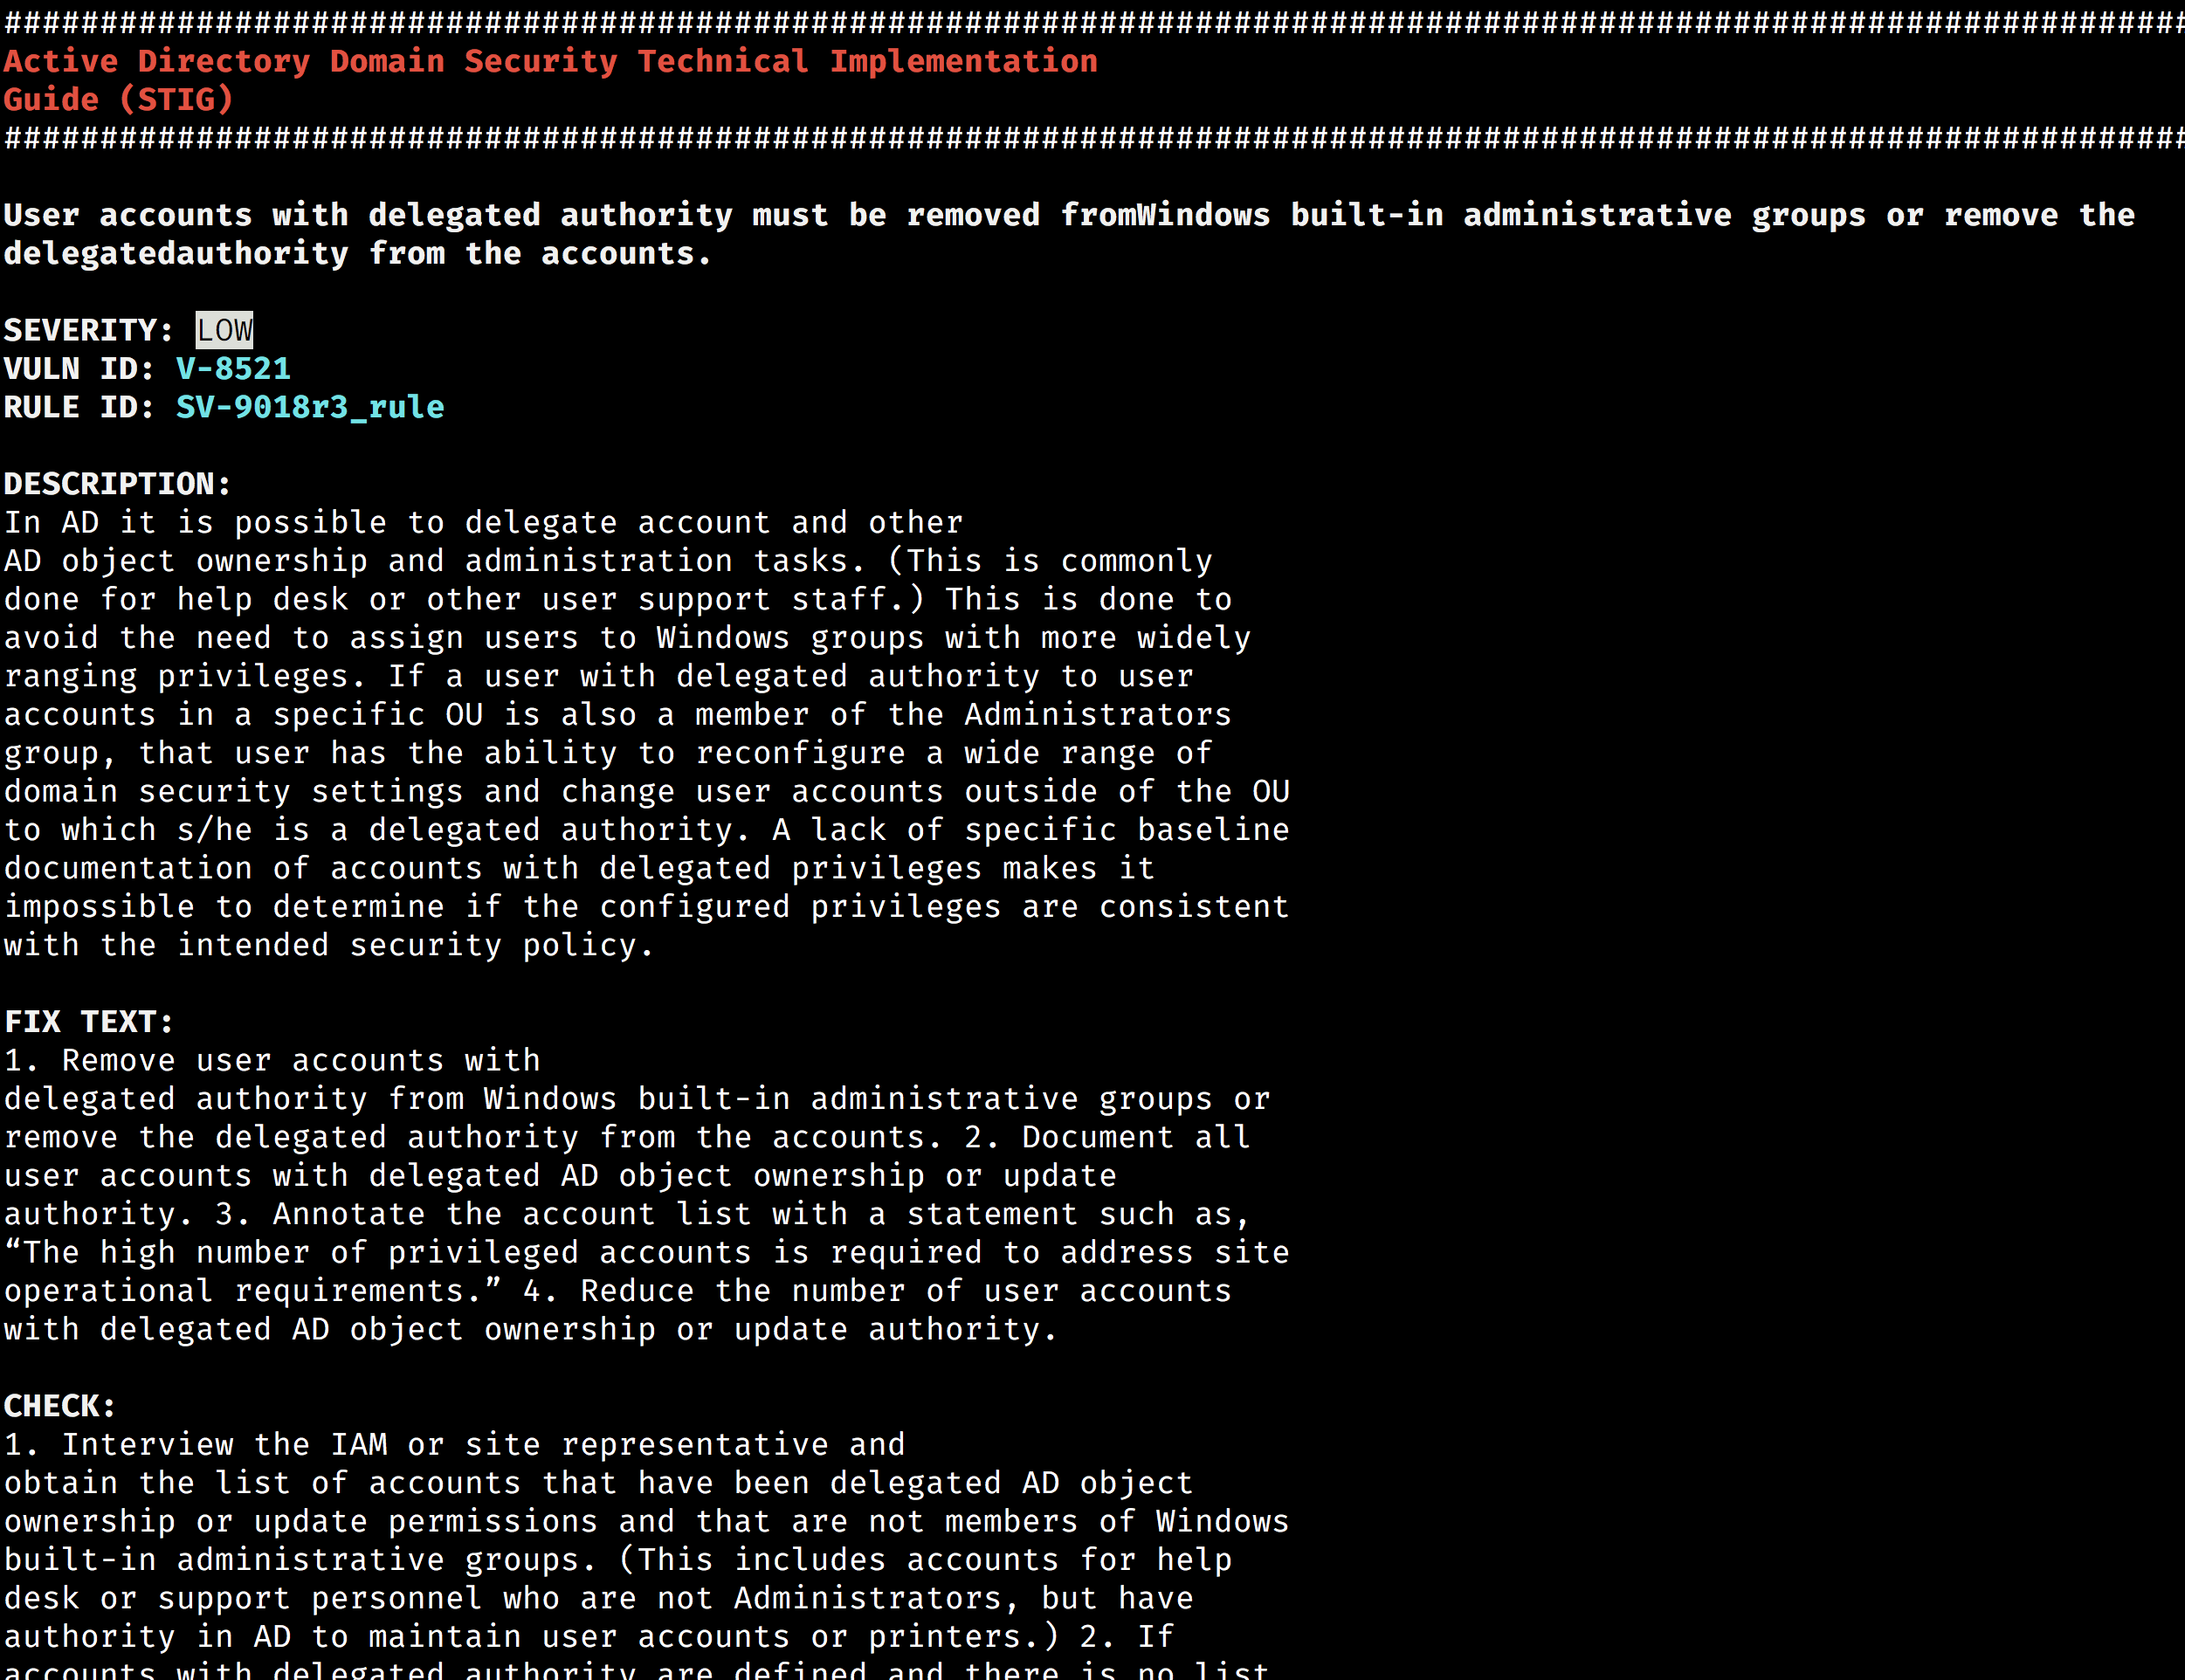 ##################################################################################################################
Active Directory Domain Security Technical Implementation
Guide (STIG)
##################################################################################################################
User accounts with delegated authority must be removed fromWindows built-in administrative groups or remove the
delegatedauthority from the accounts.
SEVERITY: LOW
VULN ID: V-8521
RULE ID: SV-9018r3_rule
DESCRIPTION:
In AD it is possible to delegate account and other
AD object ownership and administration tasks. (This is commonly
done for help desk or other user support staff.) This is done to
avoid the need to assign users to Windows groups with more widely
ranging privileges. If a user with delegated authority to user
accounts in a specific OU is also a member of the Administrators
group, that user has the ability to reconfigure a wide range of
domain security settings and change user accounts outside of the OU
to which s/he is a delegated authority. A lack of specific baseline
documentation of accounts with delegated privileges makes it
impossible to determine if the configured privileges are consistent
with the intended security policy.
FIX TEXT:
1. Remove user accounts with
delegated authority from Windows built-in administrative groups or
remove the delegated authority from the accounts. 2. Document all
user accounts with delegated AD object ownership or update
authority. 3. Annotate the account list with a statement such as,
“The high number of privileged accounts is required to address site
operational requirements.” 4. Reduce the number of user accounts
with delegated AD object ownership or update authority.
CHECK:
1. Interview the IAM or site representative and
obtain the list of accounts that have been delegated AD object
ownership or update permissions and that are not members of Windows
built-in administrative groups. (This includes accounts for help
desk or support personnel who are not Administrators, but have
authority in AD to maintain user accounts or printers.) 2. If
accounts with delegated authority are defined and there is no list,